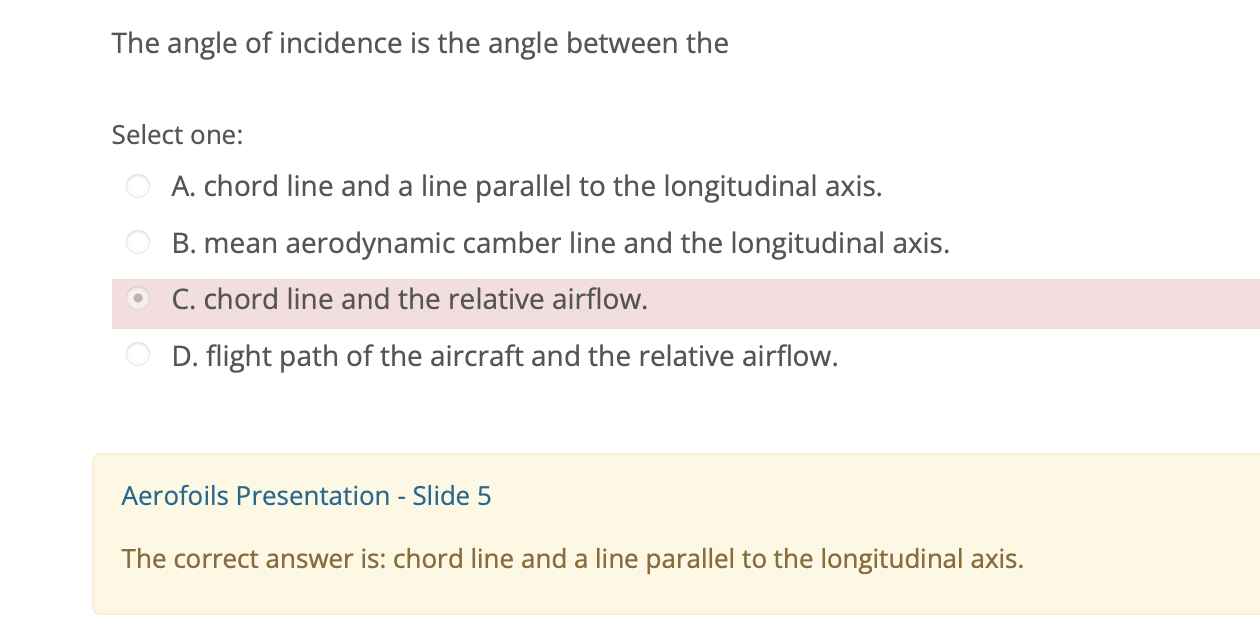 The angle of incidence is the angle between the
Select one:
A. chord line and a line parallel to the longitudinal axis.
B. mean aerodynamic camber line and the longitudinal axis.
C. chord line and the relative airflow.
D. flight path of the aircraft and the relative airflow.
Aerofoils Presentation - Slide 5
The correct answer is: chord line and a line parallel to the longitudinal axis.